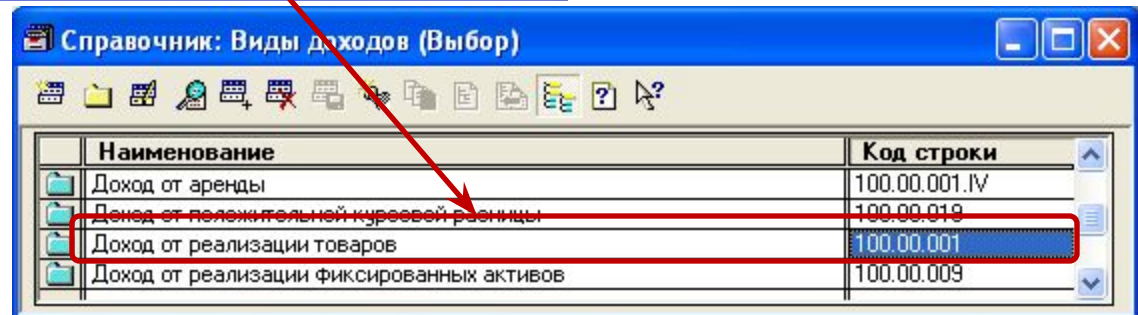 Справочник: Виды доходов (Выбор)
Наименование Код строки
Доход от аренды 100.00.001.IV
Доход от положительной курсовой разницы 100.00.019
Доход от реализации товаров 100.00.001
Доход от реализации фиксированных активов 100.00.009